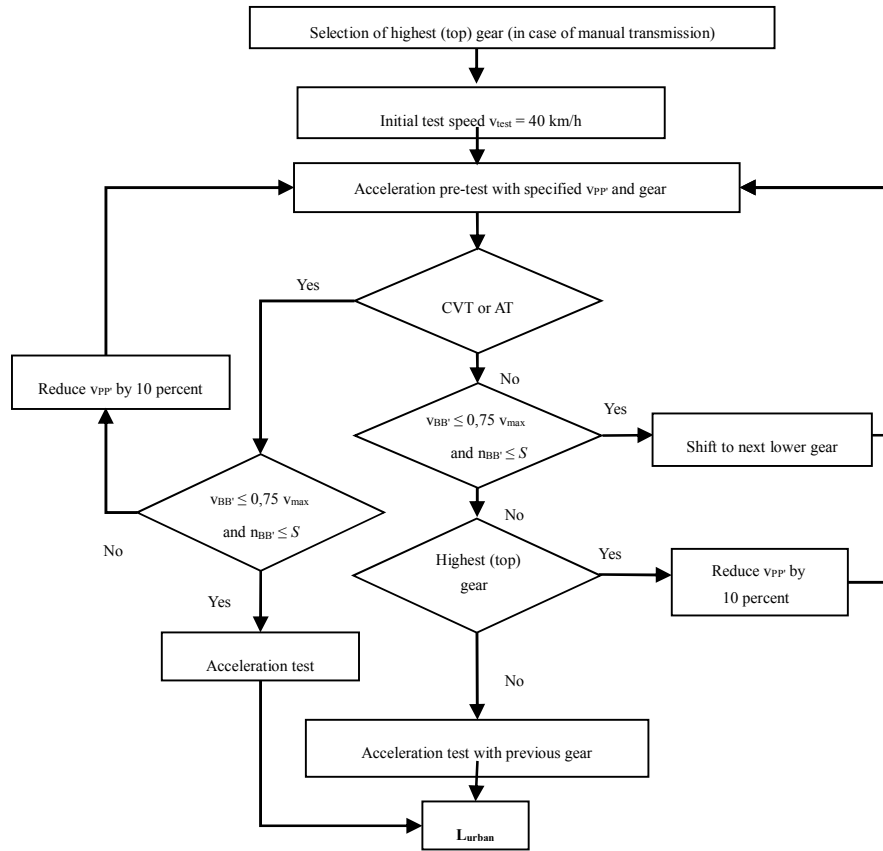 Selection of highest (top) gear (in case of manual transmission)
Initial test speed vtest = 40 km/h
Acceleration pre-test with specified vPP' and gear
Yes
CVT or AT
Reduce vPP' by 10 percent
No
vBB' ≤ 0,75 vmax
and nBB' ≤ S
Yes
Shift to next lower gear
vBB' ≤ 0,75 vmax
and nBB' ≤ S
No
No
Highest (top)
gear
Yes
Reduce vPP' by
10 percent
Yes
Acceleration test
No
Acceleration test with previous gear
Lurban